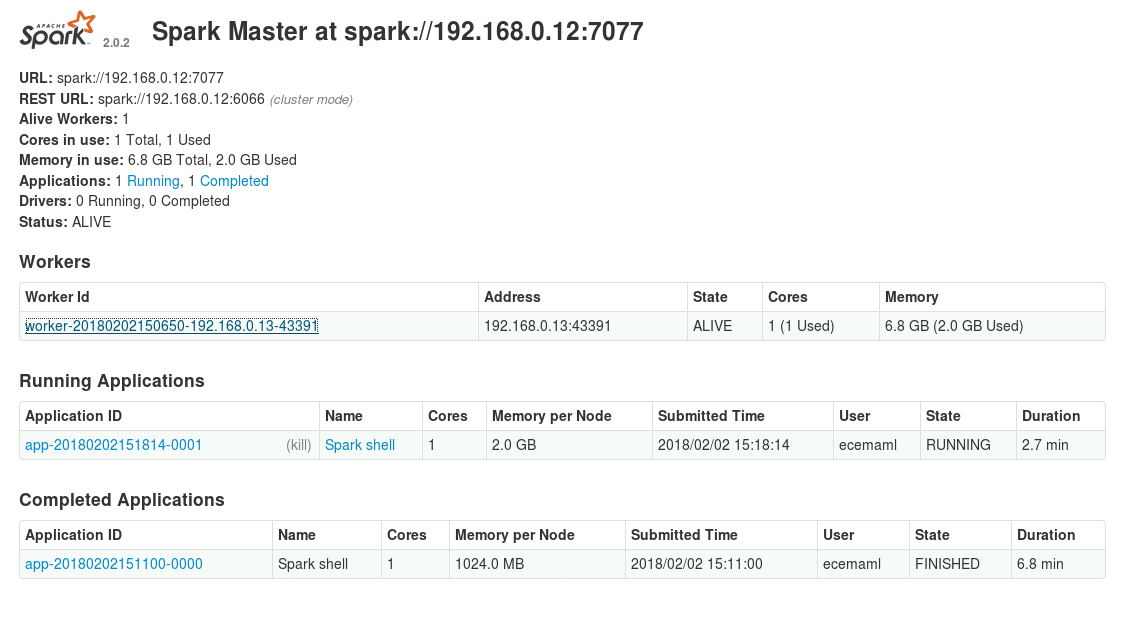 APACHE
Spark 2.0.2 Spark Master at spark://192.168.0.12:7077
URL: spark://192.168.0.12:7077
REST URL: spark://192.168.0.12:6066 (cluster mode)
Alive Workers: 1
Cores in use: 1 Total, 1 Used
Memory in use: 6.8 GB Total, 2.0 GB Used
Applications: 1 Running, 1 Completed
Drivers: 0 Running, 0 Completed
Status: ALIVE
Workers
Worker Id Address State Cores Memory
worker-20180202150650-192.168.0.13-43391 192.168.0.13:43391 ALIVE 1 (1 Used) 6.8 GB (2.0 GB Used)
Running Applications
Application ID Name Cores Memory per Node Submitted Time User State Duration
app-20180202151814-0001 (kill) Spark shell 1 2.0 GB 2018/02/02 15:18:14 ecemaml RUNNING 2.7 min
Completed Applications
Application ID Name Cores Memory per Node Submitted Time User State Duration
app-20180202151100-0000 Spark shell 1 1024.0 MB 2018/02/02 15:11:00 ecemaml FINISHED 6.8 min